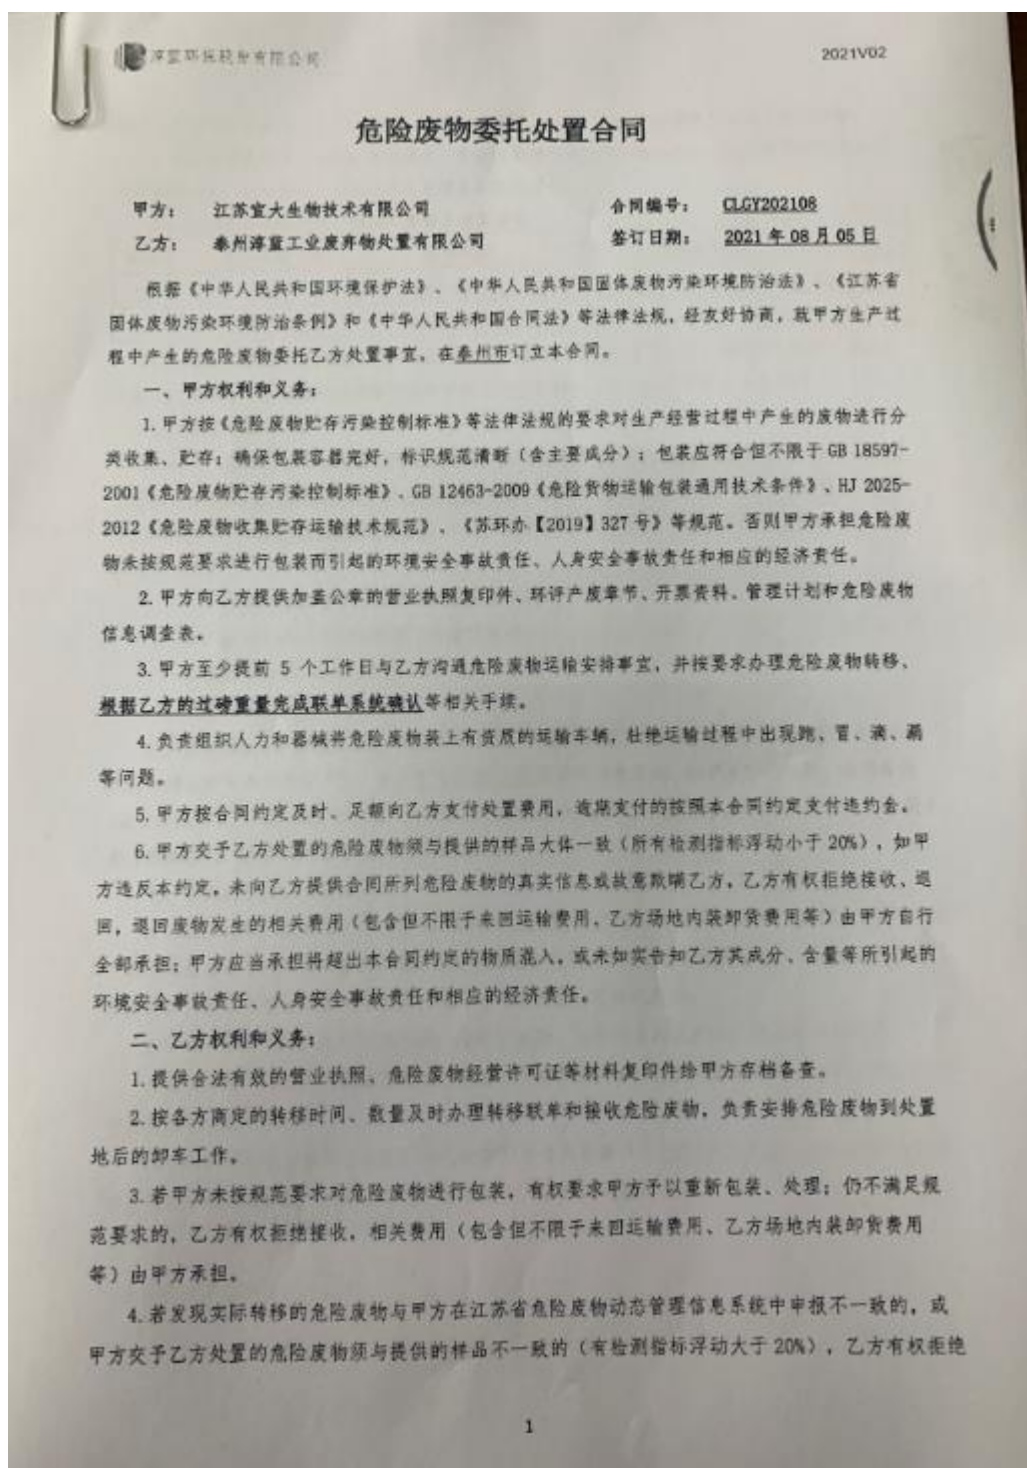 淳蓝环保股份有限公司
2021V02
危险废物委托处置合同
甲方： 江苏宣大生物技术有限公司 合同编号： CLGY202108
乙方： 泰州淳蓝工业废弃物处置有限公司 签订日期： 2021 年 08 月 05 日
根据《中华人民共和国环境保护法》、《中华人民共和国固体废物污染环境防治法》、《江苏省
固体废物污染环境防治条例》和《中华人民共和国合同法》等法律法规，经友好协商，就甲方生产过
程中产生的危险废物委托乙方处置事宜，在泰州市订立本合同。
一、甲方权利和义务：
1. 甲方按《危险废物贮存污染控制标准》等法律法规的要求对生产经营过程中产生的废物进行分
类收集、贮存；确保包装容器完好，标识规范清晰（含主要成分）；包装应符合但不限于 GB 18597-
2001《危险废物贮存污染控制标准》、GB 12463-2009《危险货物运输包装通用技术条件》、HJ 2025-
2012《危险废物收集贮存运输技术规范》、《苏环办【2019】327 号》等规范。否则甲方承担危险废
物未按规范要求进行包装而引起的环境安全事故责任、人身安全事故责任和相应的经济责任。
2. 甲方向乙方提供加盖公章的营业执照复印件、环评产废章节、开票资料、管理计划和危险废物
信息调查表。
3. 甲方至少提前 5 个工作日与乙方沟通危险废物运输安排事宜，并按要求办理危险废物转移、
根据乙方的过磅重量完成联单系统确认等相关手续。
4. 负责组织人力和器械将危险废物装上有资质的运输车辆，杜绝运输过程中出现跑、冒、滴、漏
等问题。
5. 甲方按合同约定及时、足额向乙方支付处置费用，逾期支付的按照本合同约定支付违约金。
6. 甲方交予乙方处置的危险废物须与提供的样品大体一致（所有检测指标浮动小于 20%），如甲
方违反本约定，未向乙方提供合同所列危险废物的真实信息或故意欺瞒乙方，乙方有权拒绝接收、退
回，退回废物发生的相关费用（包含但不限于来回运输费用、乙方场地内装卸货费用等）由甲方自行
全部承担；甲方应当承担将超出本合同约定的物质混入，或未如实告知乙方其成分、含量等所引起的
环境安全事故责任、人身安全事故责任和相应的经济责任。
二、乙方权利和义务：
1. 提供合法有效的营业执照、危险废物经营许可证等材料复印件给甲方存档备查。
2. 按各方商定的转移时间、数量及时办理转移联单和接收危险废物，负责安排危险废物到处置
地后的卸车工作。
3. 若甲方未按规范要求对危险废物进行包装，有权要求甲方予以重新包装、处理；仍不满足规
范要求的，乙方有权拒绝接收，相关费用（包含但不限于来回运输费用、乙方场地内装卸货费用
等）由甲方承担。
4. 若发现实际转移的危险废物与甲方在江苏省危险废物动态管理信息系统中申报不一致的，或
甲方交予乙方处置的危险废物须与提供的样品不一致的（有检测指标浮动大于 20%），乙方有权拒绝
1